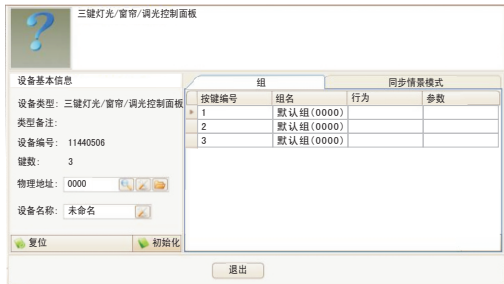 三键灯光/窗帘/调光控制面板
设备基本信息
设备类型: 三键灯光/窗帘/调光控制面板
类型备注:
设备编号: 11440506
键数: 3
物理地址: 0000
设备名称: 未命名
复位 初始化
组 同步情景模式
按键编号 组名 行为 参数
1 默认组(0000)
2 默认组(0000)
3 默认组(0000)
退出